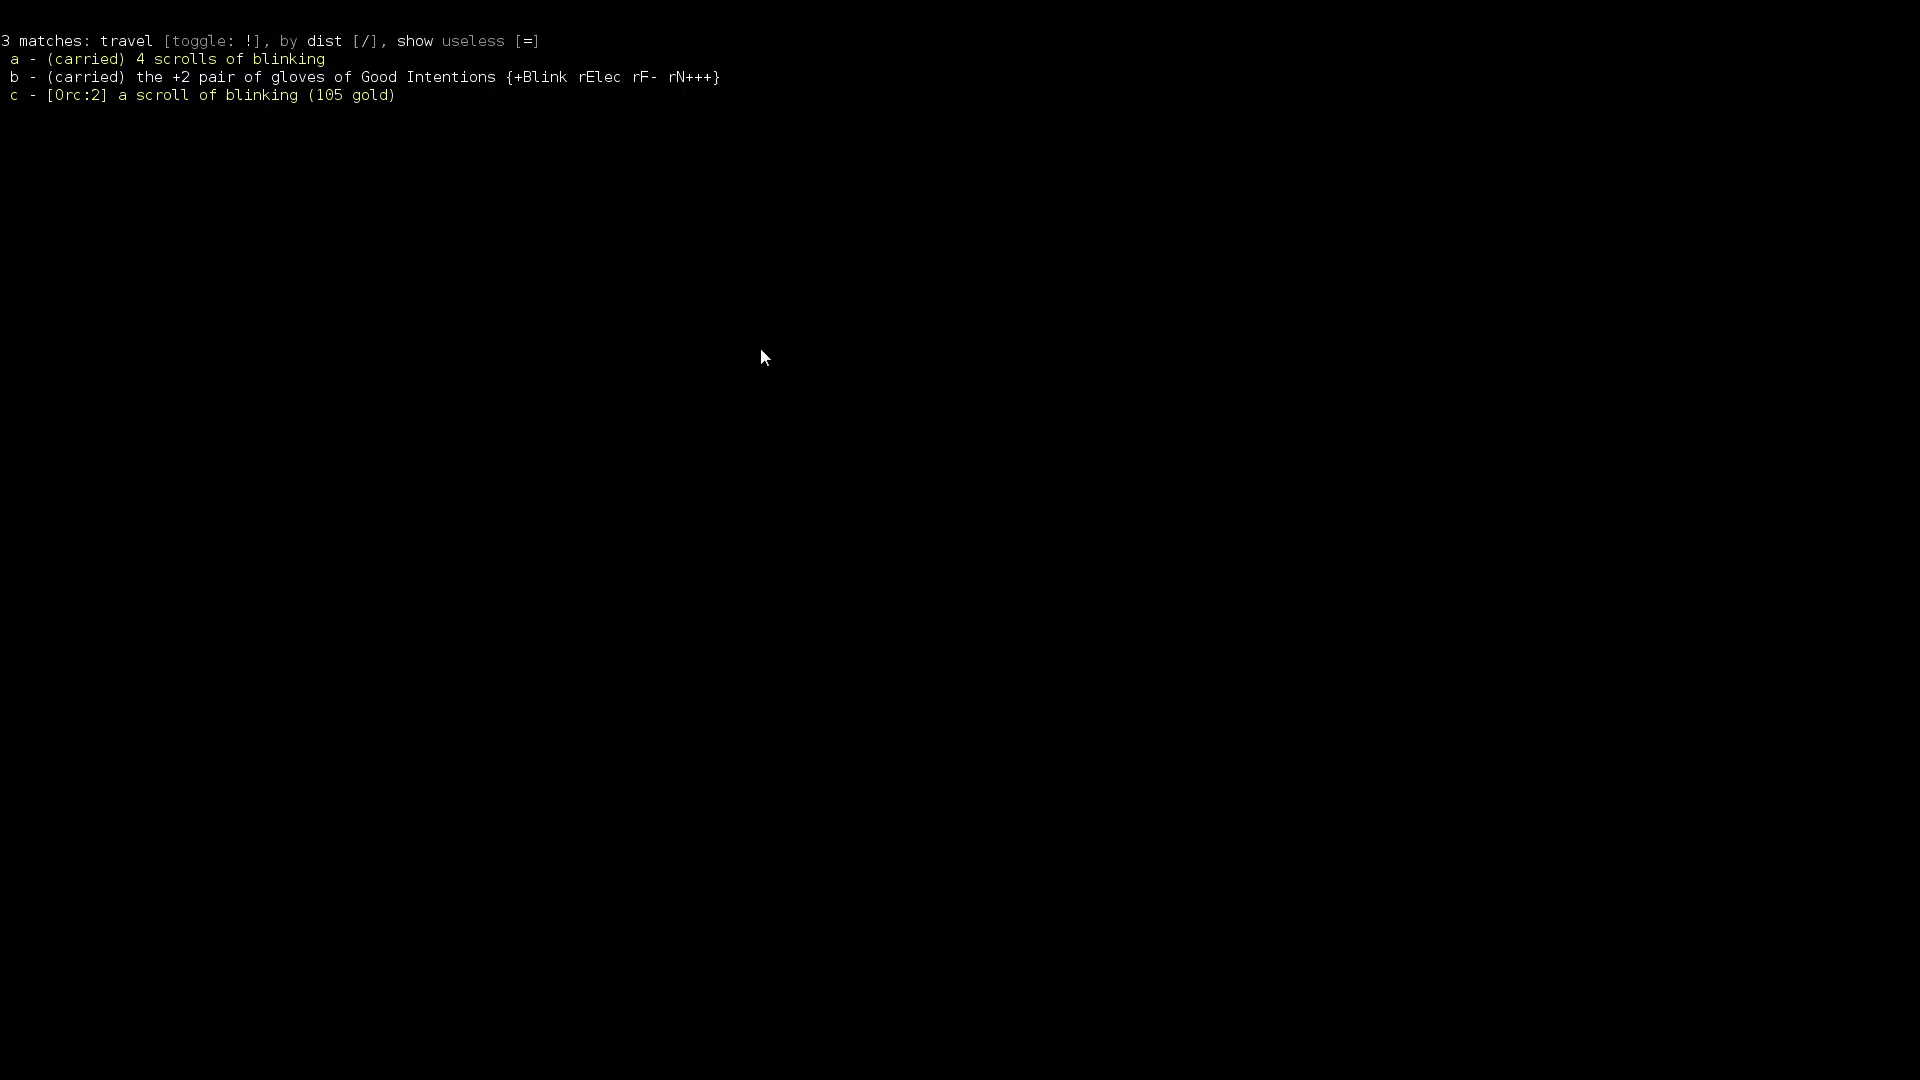 3 matches: travel [toggle: !], by dist [/], show useless [=]
a - (carried) 4 scrolls of blinking
b - (carried) the +2 pair of gloves of Good Intentions {+Blink rElec rF- rN+++}
c - [Orc:2] a scroll of blinking (105 gold)